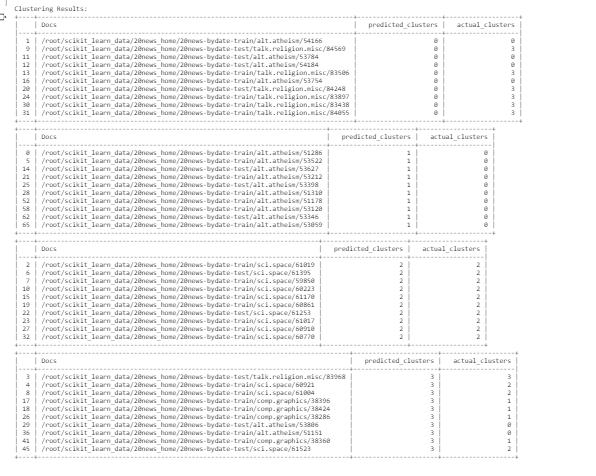 Clustering Results:
| | Docs | predicted_clusters | actual_clusters |
| 1 | /root/scikit_learn_data/20news_home/20news-bydate-train/alt.atheism/54166 | 0 | 0 |
| 9 | /root/scikit_learn_data/20news_home/20news-bydate-test/talk.religion.misc/84569 | 0 | 3 |
| 11 | /root/scikit_learn_data/20news_home/20news-bydate-test/alt.atheism/53784 | 0 | 0 |
| 12 | /root/scikit_learn_data/20news_home/20news-bydate-test/alt.atheism/54184 | 0 | 0 |
| 13 | /root/scikit_learn_data/20news_home/20news-bydate-train/talk.religion.misc/83506 | 0 | 3 |
| 16 | /root/scikit_learn_data/20news_home/20news-bydate-train/alt.atheism/53754 | 0 | 0 |
| 20 | /root/scikit_learn_data/20news_home/20news-bydate-test/talk.religion.misc/84248 | 0 | 3 |
| 24 | /root/scikit_learn_data/20news_home/20news-bydate-test/talk.religion.misc/83897 | 0 | 3 |
| 30 | /root/scikit_learn_data/20news_home/20news-bydate-train/talk.religion.misc/83438 | 0 | 3 |
| 31 | /root/scikit_learn_data/20news_home/20news-bydate-test/talk.religion.misc/84055 | 0 | 3 |
| | Docs | predicted_clusters | actual_clusters |
| 0 | /root/scikit_learn_data/20news_home/20news-bydate-train/alt.atheism/51286 | 1 | 0 |
| 5 | /root/scikit_learn_data/20news_home/20news-bydate-test/alt.atheism/53522 | 1 | 0 |
| 14 | /root/scikit_learn_data/20news_home/20news-bydate-test/alt.atheism/53627 | 1 | 0 |
| 21 | /root/scikit_learn_data/20news_home/20news-bydate-train/alt.atheism/53212 | 1 | 0 |
| 25 | /root/scikit_learn_data/20news_home/20news-bydate-train/alt.atheism/53398 | 1 | 0 |
| 28 | /root/scikit_learn_data/20news_home/20news-bydate-train/alt.atheism/51310 | 1 | 0 |
| 52 | /root/scikit_learn_data/20news_home/20news-bydate-train/alt.atheism/51178 | 1 | 0 |
| 58 | /root/scikit_learn_data/20news_home/20news-bydate-train/alt.atheism/53120 | 1 | 0 |
| 62 | /root/scikit_learn_data/20news_home/20news-bydate-test/alt.atheism/53346 | 1 | 0 |
| 65 | /root/scikit_learn_data/20news_home/20news-bydate-train/alt.atheism/53059 | 1 | 0 |
| | Docs | predicted_clusters | actual_clusters |
| 2 | /root/scikit_learn_data/20news_home/20news-bydate-train/sci.space/61019 | 2 | 2 |
| 6 | /root/scikit_learn_data/20news_home/20news-bydate-test/sci.space/61395 | 2 | 2 |
| 7 | /root/scikit_learn_data/20news_home/20news-bydate-train/sci.space/59850 | 2 | 2 |
| 10 | /root/scikit_learn_data/20news_home/20news-bydate-train/sci.space/60223 | 2 | 2 |
| 15 | /root/scikit_learn_data/20news_home/20news-bydate-train/sci.space/61170 | 2 | 2 |
| 19 | /root/scikit_learn_data/20news_home/20news-bydate-train/sci.space/60861 | 2 | 2 |
| 22 | /root/scikit_learn_data/20news_home/20news-bydate-test/sci.space/61253 | 2 | 2 |
| 23 | /root/scikit_learn_data/20news_home/20news-bydate-train/sci.space/61017 | 2 | 2 |
| 27 | /root/scikit_learn_data/20news_home/20news-bydate-train/sci.space/60910 | 2 | 2 |
| 32 | /root/scikit_learn_data/20news_home/20news-bydate-train/sci.space/60770 | 2 | 2 |
| | Docs | predicted_clusters | actual_clusters |
| 3 | /root/scikit_learn_data/20news_home/20news-bydate-test/talk.religion.misc/83968 | 3 | 3 |
| 4 | /root/scikit_learn_data/20news_home/20news-bydate-train/sci.space/60921 | 3 | 2 |
| 8 | /root/scikit_learn_data/20news_home/20news-bydate-train/sci.space/61004 | 3 | 2 |
| 17 | /root/scikit_learn_data/20news_home/20news-bydate-train/comp.graphics/38396 | 3 | 1 |
| 18 | /root/scikit_learn_data/20news_home/20news-bydate-train/comp.graphics/38424 | 3 | 1 |
| 26 | /root/scikit_learn_data/20news_home/20news-bydate-train/comp.graphics/38286 | 3 | 1 |
| 29 | /root/scikit_learn_data/20news_home/20news-bydate-test/alt.atheism/53806 | 3 | 0 |
| 36 | /root/scikit_learn_data/20news_home/20news-bydate-train/alt.atheism/51151 | 3 | 0 |
| 41 | /root/scikit_learn_data/20news_home/20news-bydate-train/comp.graphics/38360 | 3 | 1 |
| 45 | /root/scikit_learn_data/20news_home/20news-bydate-test/sci.space/61523 | 3 | 2 |